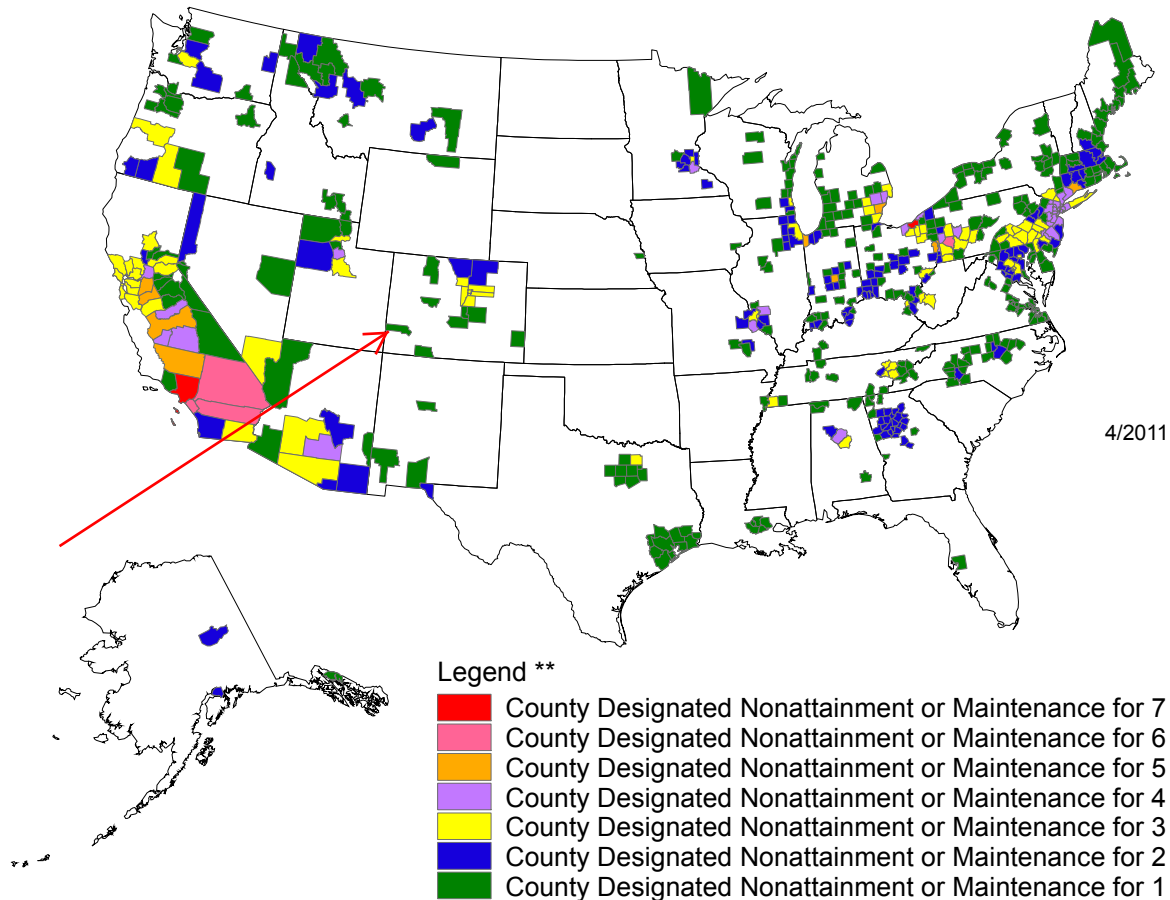 4/2011
Legend **
County Designated Nonattainment or Maintenance for 7
County Designated Nonattainment or Maintenance for 6
County Designated Nonattainment or Maintenance for 5
County Designated Nonattainment or Maintenance for 4
County Designated Nonattainment or Maintenance for 3
County Designated Nonattainment or Maintenance for 2
County Designated Nonattainment or Maintenance for 1